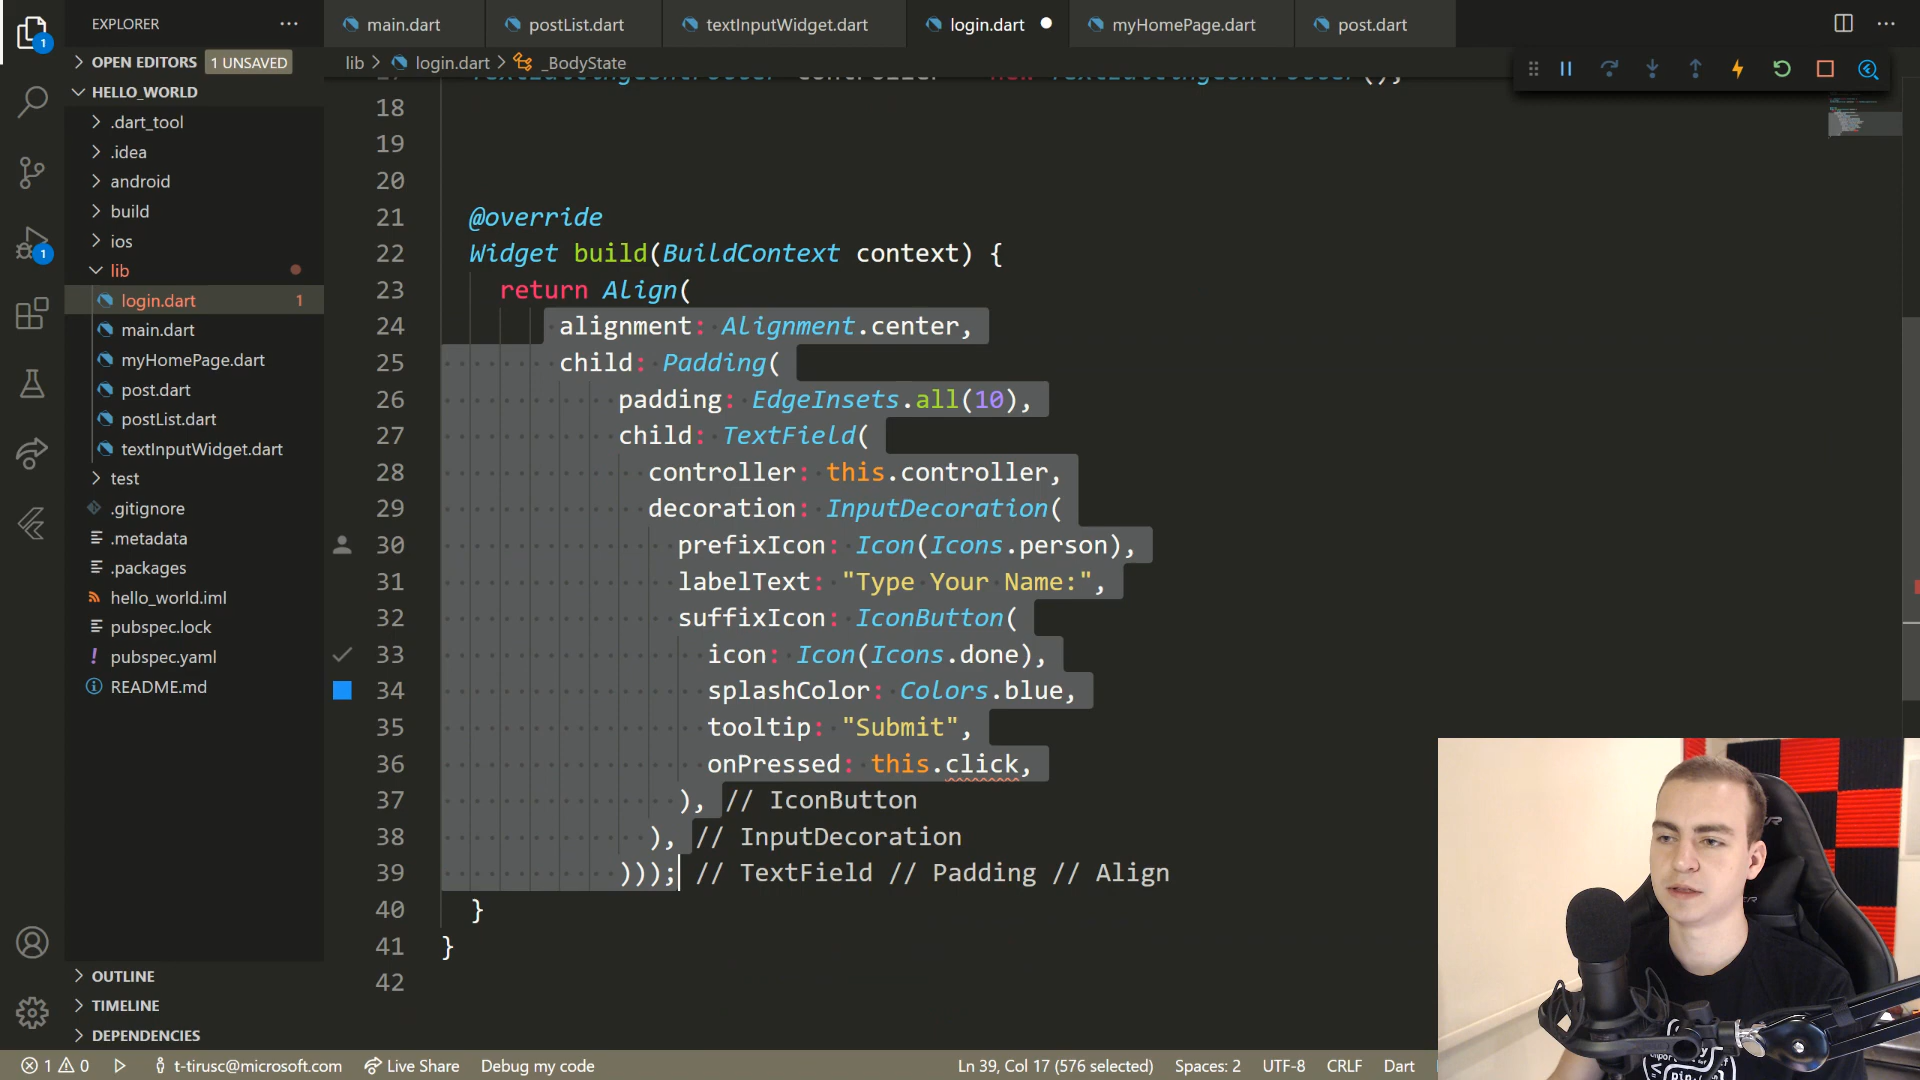 EXPLORER
main.dart
postList.dart
textInputWidget.dart
login.dart
myHomePage.dart
post.dart
OPEN EDITORS 1 UNSAVED
lib > login.dart > _BodyState
HELLO_WORLD
.dart_tool
.idea
android
build
ios
lib
login.dart 1
main.dart
myHomePage.dart
post.dart
postList.dart
textInputWidget.dart
test
.gitignore
.metadata
.packages
hello_world.iml
pubspec.lock
! pubspec.yaml
README.md
OUTLINE
TIMELINE
DEPENDENCIES
1
1
17 TextEditingController controller = new TextEditingController();
18
19
20
21 @override
22 Widget build(BuildContext context) {
23 return Align(
24 alignment: Alignment.center,
25 child: Padding(
26 padding: EdgeInsets.all(10),
27 child: TextField(
28 controller: this.controller,
29 decoration: InputDecoration(
30 prefixIcon: Icon(Icons.person),
31 labelText: "Type Your Name:",
32 suffixIcon: IconButton(
33 icon: Icon(Icons.done),
34 splashColor: Colors.blue,
35 tooltip: "Submit",
36 onPressed: this.click,
37 ), // IconButton
38 ), // InputDecoration
39 ))); // TextField // Padding // Align
40 }
41 }
42
1 0 t-tirusc@microsoft.com Live Share Debug my code Ln 39, Col 17 (576 selected) Spaces: 2 UTF-8 CRLF Dart